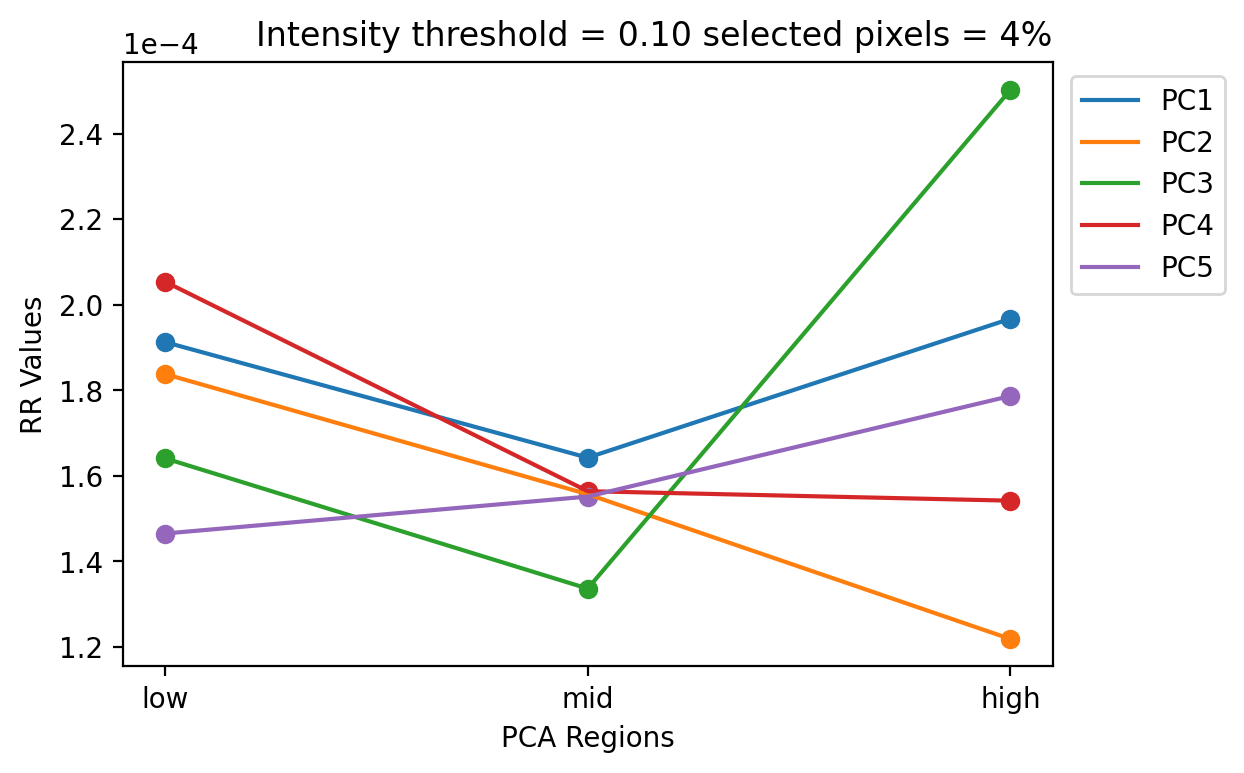 Intensity threshold = 0.10 selected pixels = 4%
1e−4
2.4
2.2
2.0
1.8
1.6
1.4
1.2
RR Values
low
mid
high
PCA Regions
PC1
PC2
PC3
PC4
PC5